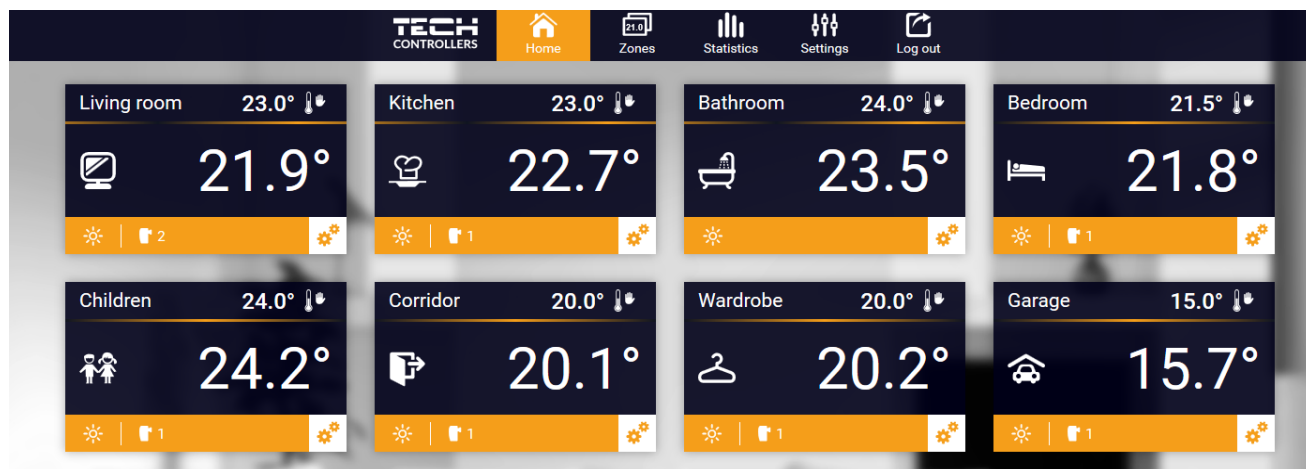 TECH
CONTROLLERS
Home
21.0
Zones
Statistics
Settings
Log out
Living room 23.0°
21.9°
2
Kitchen 23.0°
22.7°
1
Bathroom 24.0°
23.5°
Bedroom 21.5°
21.8°
1
Children 24.0°
24.2°
1
Corridor 20.0°
20.1°
1
Wardrobe 20.0°
20.2°
1
Garage 15.0°
15.7°
1